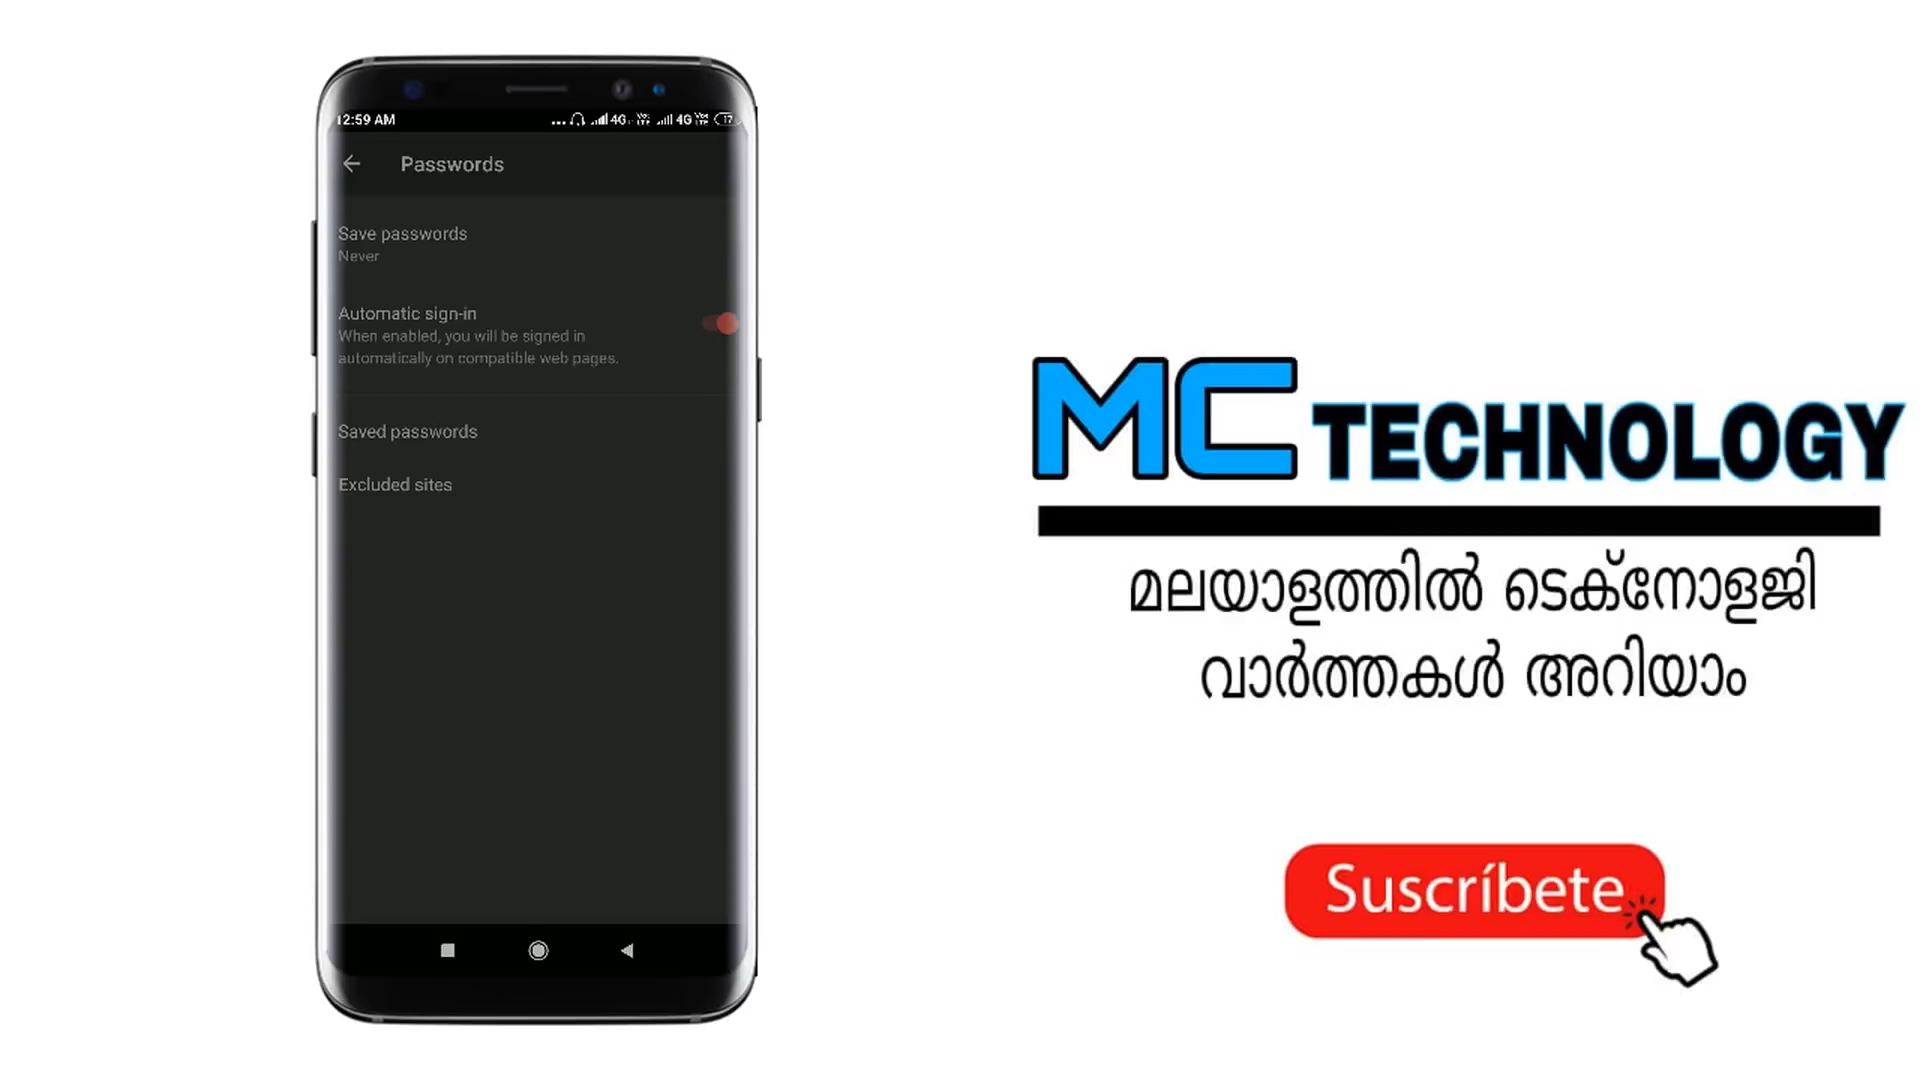 12:59 AM
4G 4G 17
Passwords
Save passwords
Never
Automatic sign-in
When enabled, you will be signed in
automatically on compatible web pages.
Saved passwords
Excluded sites
MC TECHNOLOGY
മലയാളത്തിൽ ടെക്നോളജി
വാർത്തകൾ അറിയാം
Suscríbete